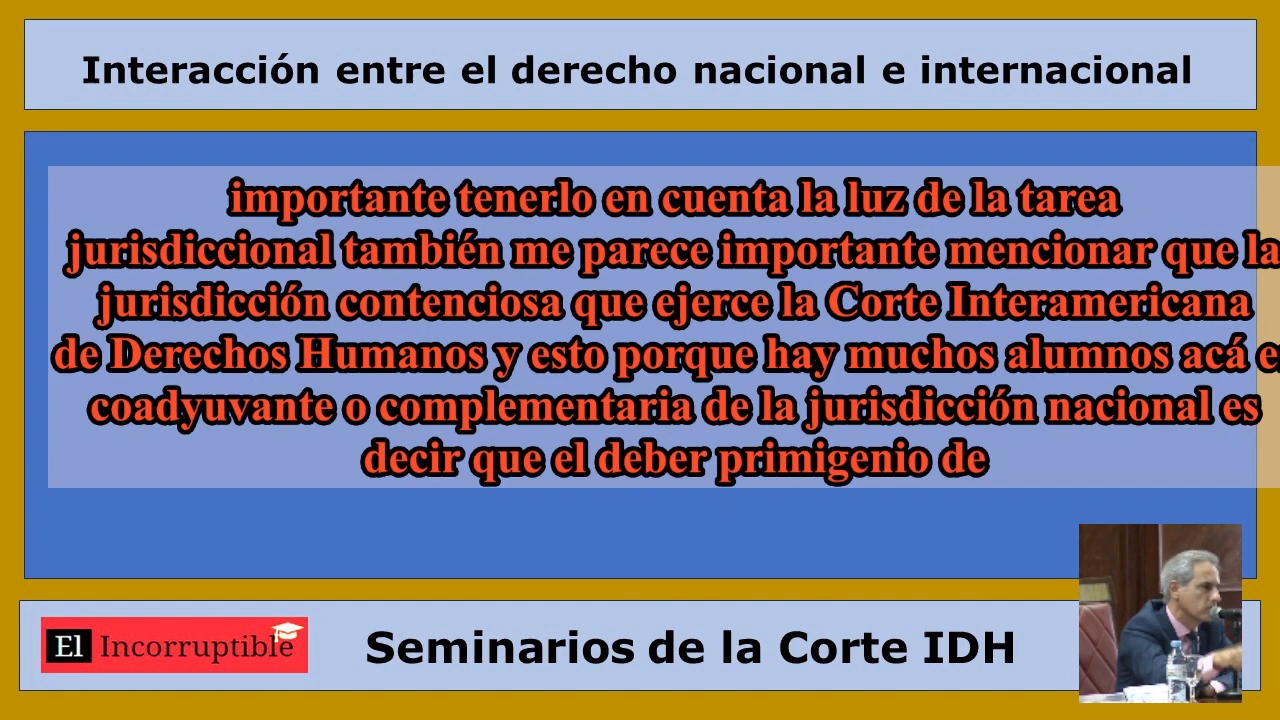 Interacción entre el derecho nacional e internacional
importante tenerlo en cuenta la luz de la tarea
jurisdiccional también me parece importante mencionar que la
jurisdicción contenciosa que ejerce la Corte Interamericana
de Derechos Humanos y esto porque hay muchos alumnos acá
coadyuvante o complementaria de la jurisdicción nacional es
decir que el deber primigenio de
El Incorruptible
Seminarios de la Corte IDH